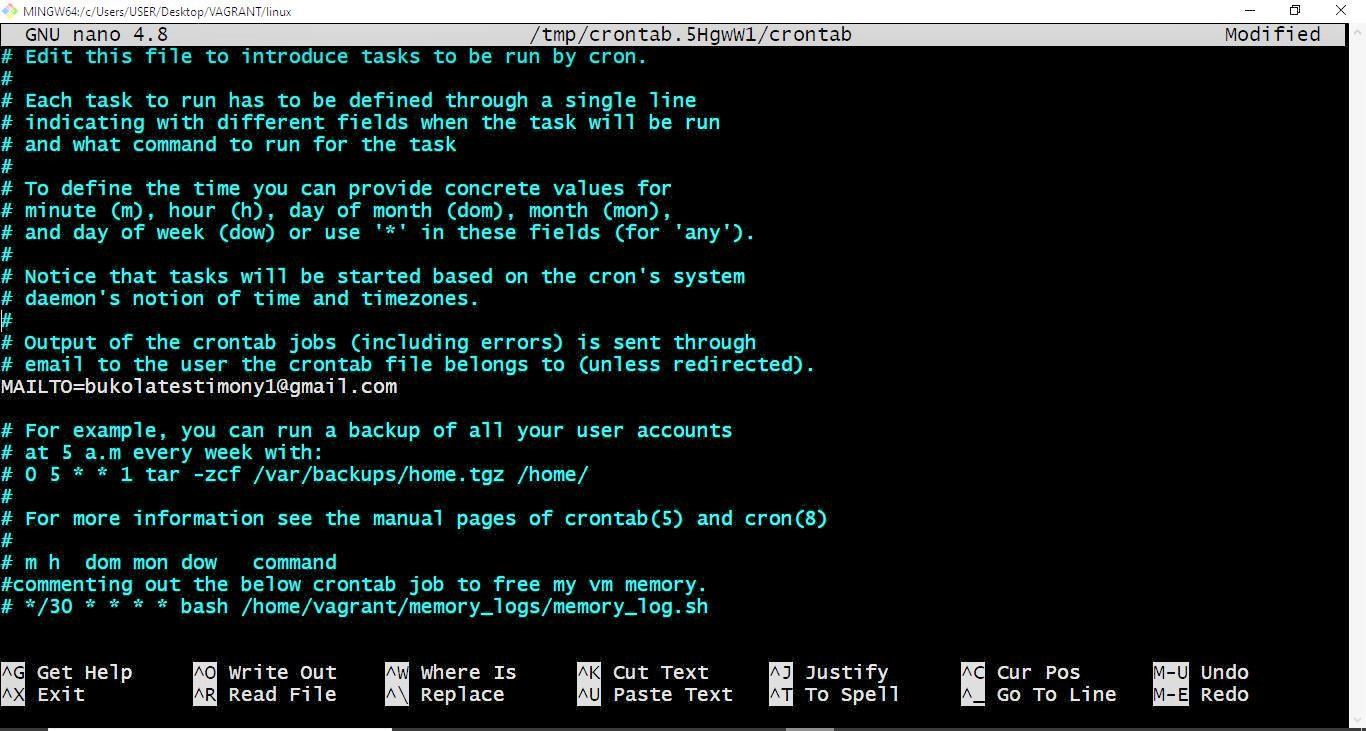 MINGW64:/c/Users/USER/Desktop/VAGRANT/linux
GNU nano 4.8 /tmp/crontab.5HgwW1/crontab Modified
# Edit this file to introduce tasks to be run by cron.
#
# Each task to run has to be defined through a single line
# indicating with different fields when the task will be run
# and what command to run for the task
#
# To define the time you can provide concrete values for
# minute (m), hour (h), day of month (dom), month (mon),
# and day of week (dow) or use '*' in these fields (for 'any').
#
# Notice that tasks will be started based on the cron's system
# daemon's notion of time and timezones.
#
# Output of the crontab jobs (including errors) is sent through
# email to the user the crontab file belongs to (unless redirected).
MAILTO=bukolatestimony1@gmail.com
# For example, you can run a backup of all your user accounts
# at 5 a.m every week with:
# 0 5 * * 1 tar -zcf /var/backups/home.tgz /home/
#
# For more information see the manual pages of crontab(5) and cron(8)
#
# m h  dom mon dow   command
#commenting out the below crontab job to free my vm memory.
# */30 * * * * bash /home/vagrant/memory_logs/memory_log.sh
^G Get Help ^O Write Out ^W Where Is ^K Cut Text ^J Justify ^C Cur Pos M-U Undo
^X Exit ^R Read File ^\ Replace ^U Paste Text ^T To Spell ^_ Go To Line M-E Redo